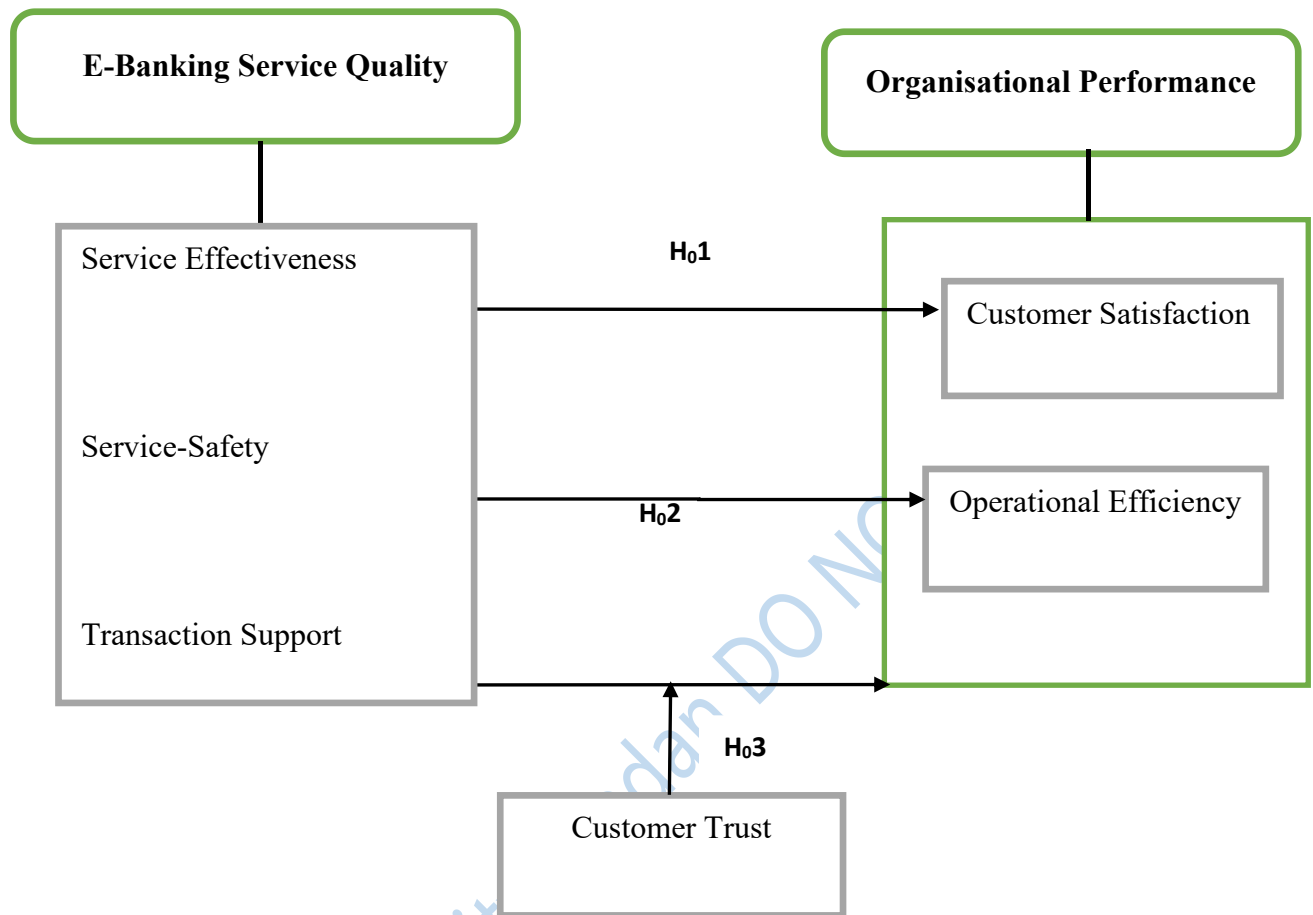 E-Banking Service Quality
Organisational Performance
Service Effectiveness
H₀1
Customer Satisfaction
Service-Safety
Operational Efficiency
H₀2
Transaction Support
H₀3
Customer Trust
DO